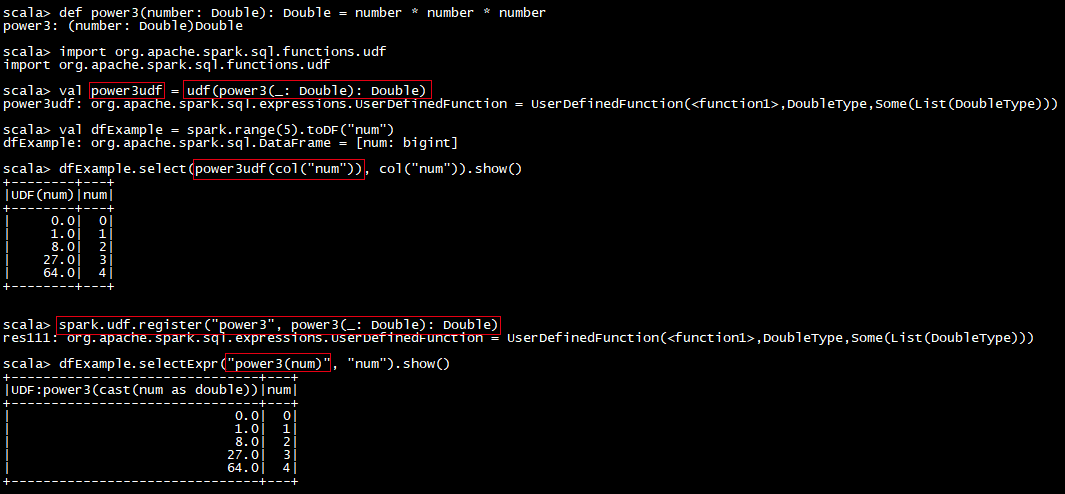 scala> def power3(number: Double): Double = number * number * number
power3: (number: Double)Double
scala> import org.apache.spark.sql.functions.udf
import org.apache.spark.sql.functions.udf
scala> val power3udf = udf(power3(_: Double): Double)
power3udf: org.apache.spark.sql.expressions.UserDefinedFunction = UserDefinedFunction(<function1>,DoubleType,Some(List(DoubleType)))
scala> val dfExample = spark.range(5).toDF("num")
dfExample: org.apache.spark.sql.DataFrame = [num: bigint]
scala> dfExample.select(power3udf(col("num")), col("num")).show()
+--------+---+
|UDF(num)|num|
+--------+---+
|     0.0|  0|
|     1.0|  1|
|     8.0|  2|
|    27.0|  3|
|    64.0|  4|
+--------+---+
scala> spark.udf.register("power3", power3(_: Double): Double)
res111: org.apache.spark.sql.expressions.UserDefinedFunction = UserDefinedFunction(<function1>,DoubleType,Some(List(DoubleType)))
scala> dfExample.selectExpr("power3(num)", "num").show()
+-------------------------------+---+
|UDF:power3(cast(num as double))|num|
+-------------------------------+---+
|                            0.0|  0|
|                            1.0|  1|
|                            8.0|  2|
|                           27.0|  3|
|                           64.0|  4|
+-------------------------------+---+